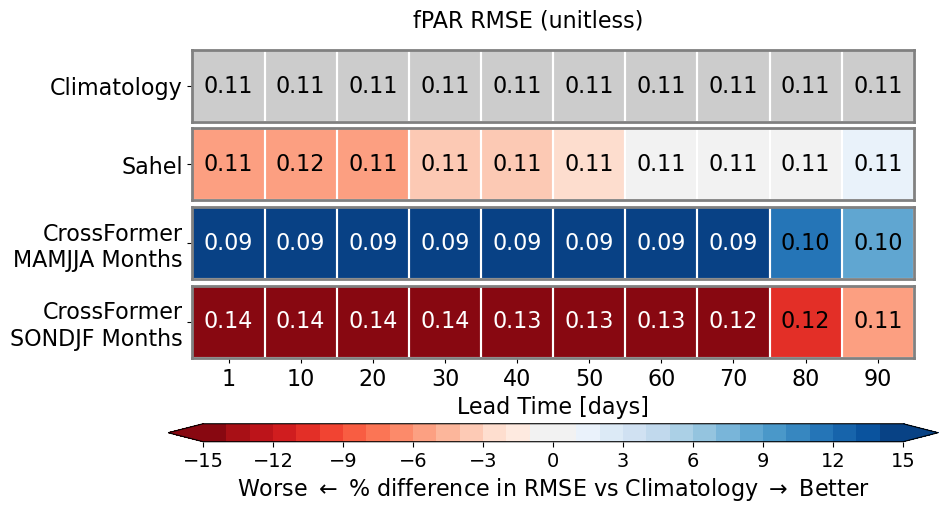 fPAR RMSE (unitless)
Climatology 0.11 0.11 0.11 0.11 0.11 0.11 0.11 0.11 0.11 0.11
Sahel 0.11 0.12 0.11 0.11 0.11 0.11 0.11 0.11 0.11 0.11
CrossFormer
MAMJJA Months 0.09 0.09 0.09 0.09 0.09 0.09 0.09 0.09 0.10 0.10
CrossFormer
SONDJF Months 0.14 0.14 0.14 0.14 0.13 0.13 0.13 0.12 0.12 0.11
1 10 20 30 40 50 60 70 80 90
Lead Time [days]
−15 −12 −9 −6 −3 0 3 6 9 12 15
Worse ← % difference in RMSE vs Climatology → Better